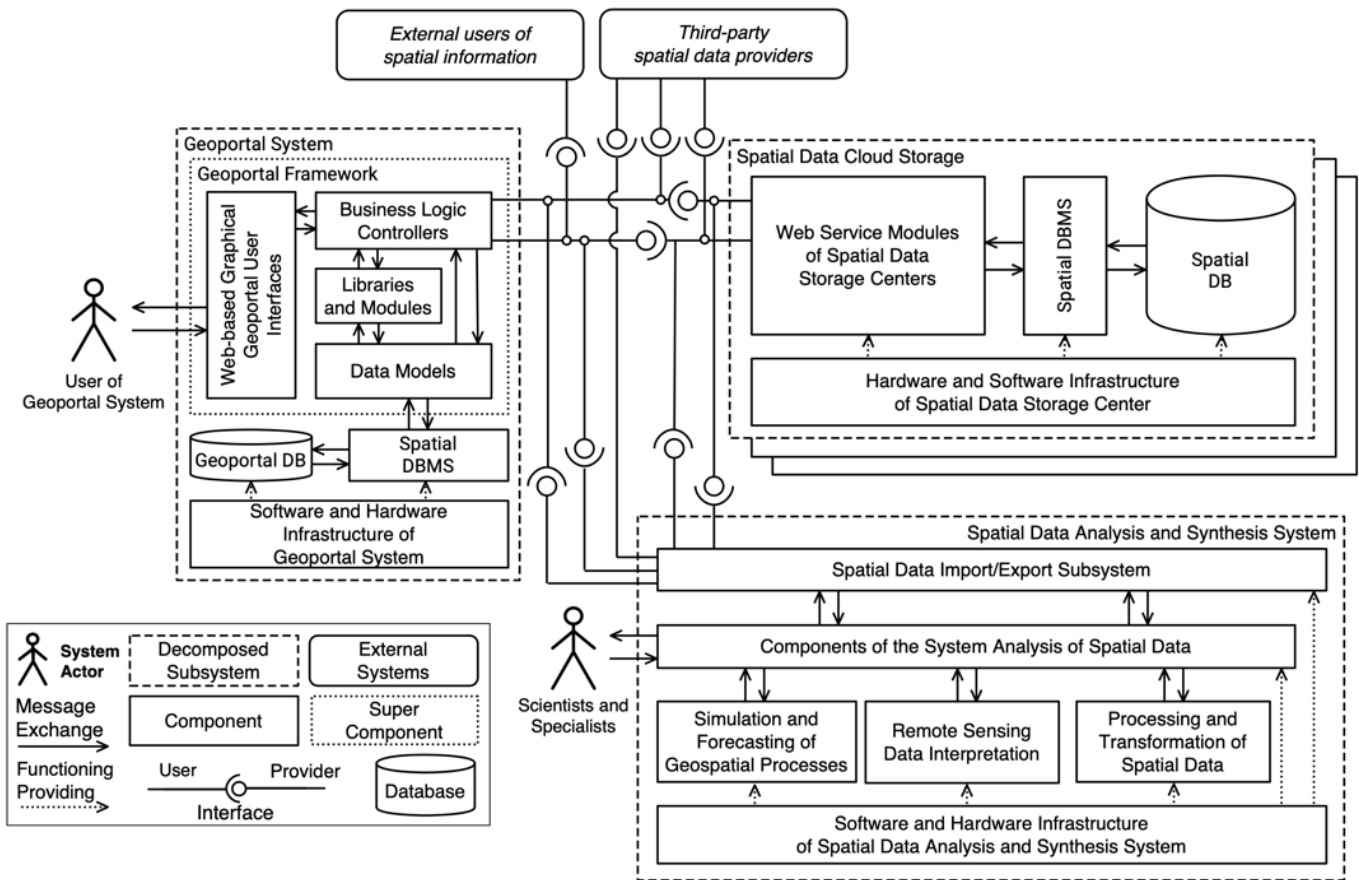 External users of
spatial information
Third-party
spatial data providers
Geoportal System
Geoportal Framework
Web-based Graphical
Geoportal User
Interfaces
Business Logic
Controllers
Libraries
and Modules
Data Models
User of
Geoportal System
Geoportal DB
Spatial
DBMS
Software and Hardware
Infrastructure of
Geoportal System
Spatial Data Cloud Storage
Web Service Modules
of Spatial Data
Storage Centers
Spatial DBMS
Spatial
DB
Hardware and Software Infrastructure
of Spatial Data Storage Center
Spatial Data Analysis and Synthesis System
Spatial Data Import/Export Subsystem
Components of the System Analysis of Spatial Data
Scientists and
Specialists
Simulation and
Forecasting of
Geospatial Processes
Remote Sensing
Data Interpretation
Processing and
Transformation of
Spatial Data
Software and Hardware Infrastructure
of Spatial Data Analysis and Synthesis System
System
Actor
Decomposed
Subsystem
External
Systems
Message
Exchange
Component
Super
Component
Functioning
Providing
User
Provider
Interface
Database